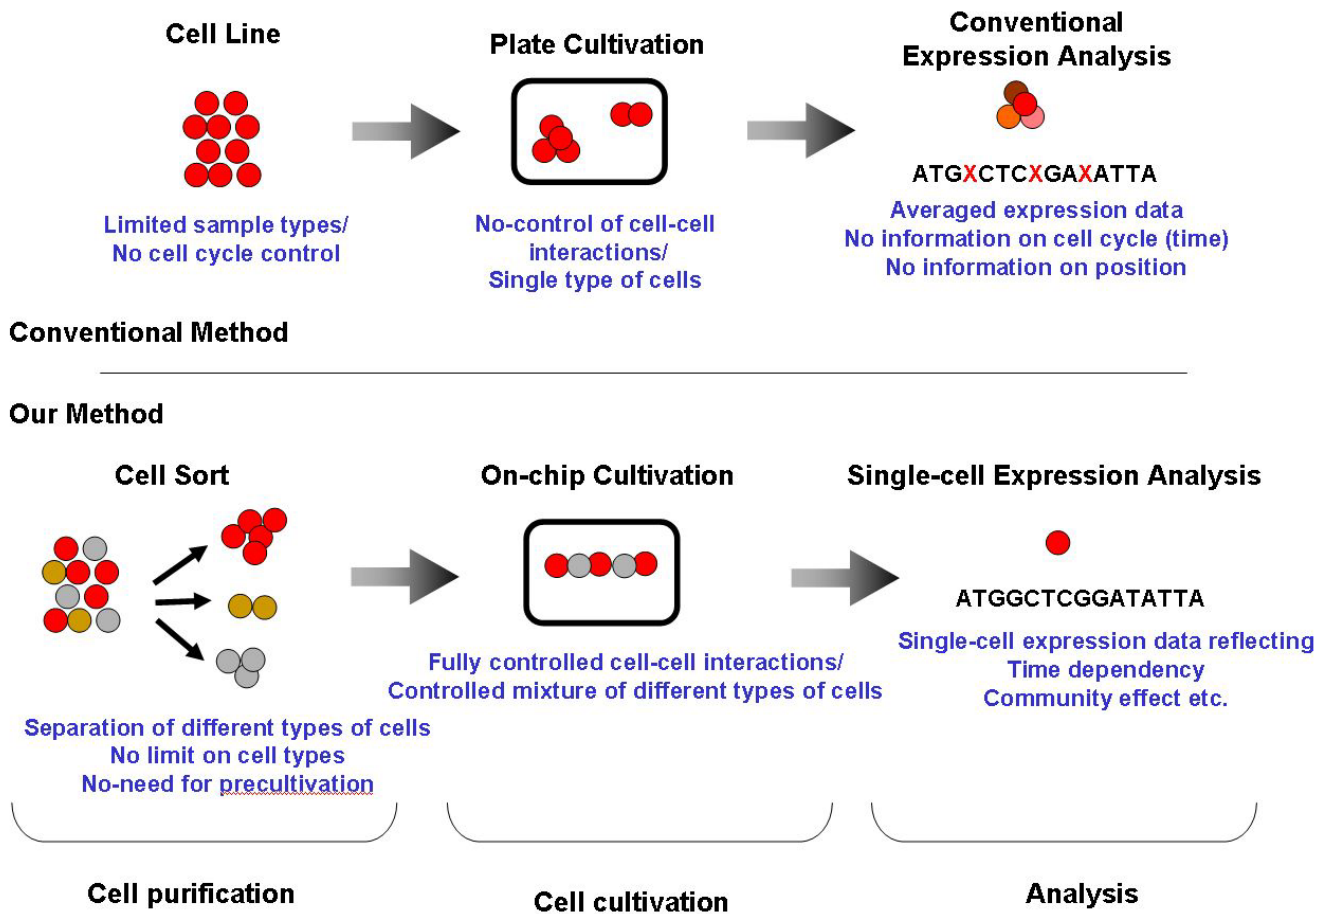 Cell Line
Plate Cultivation
Conventional
Expression Analysis
ATGXCTCXGAXATTA
Limited sample types/
No cell cycle control
No-control of cell-cell
interactions/
Single type of cells
Averaged expression data
No information on cell cycle (time)
No information on position
Conventional Method
Our Method
Cell Sort
On-chip Cultivation
Single-cell Expression Analysis
ATGGCTCGGATATTA
Separation of different types of cells
No limit on cell types
No-need for precultivation
Fully controlled cell-cell interactions/
Controlled mixture of different types of cells
Single-cell expression data reflecting
Time dependency
Community effect etc.
Cell purification
Cell cultivation
Analysis